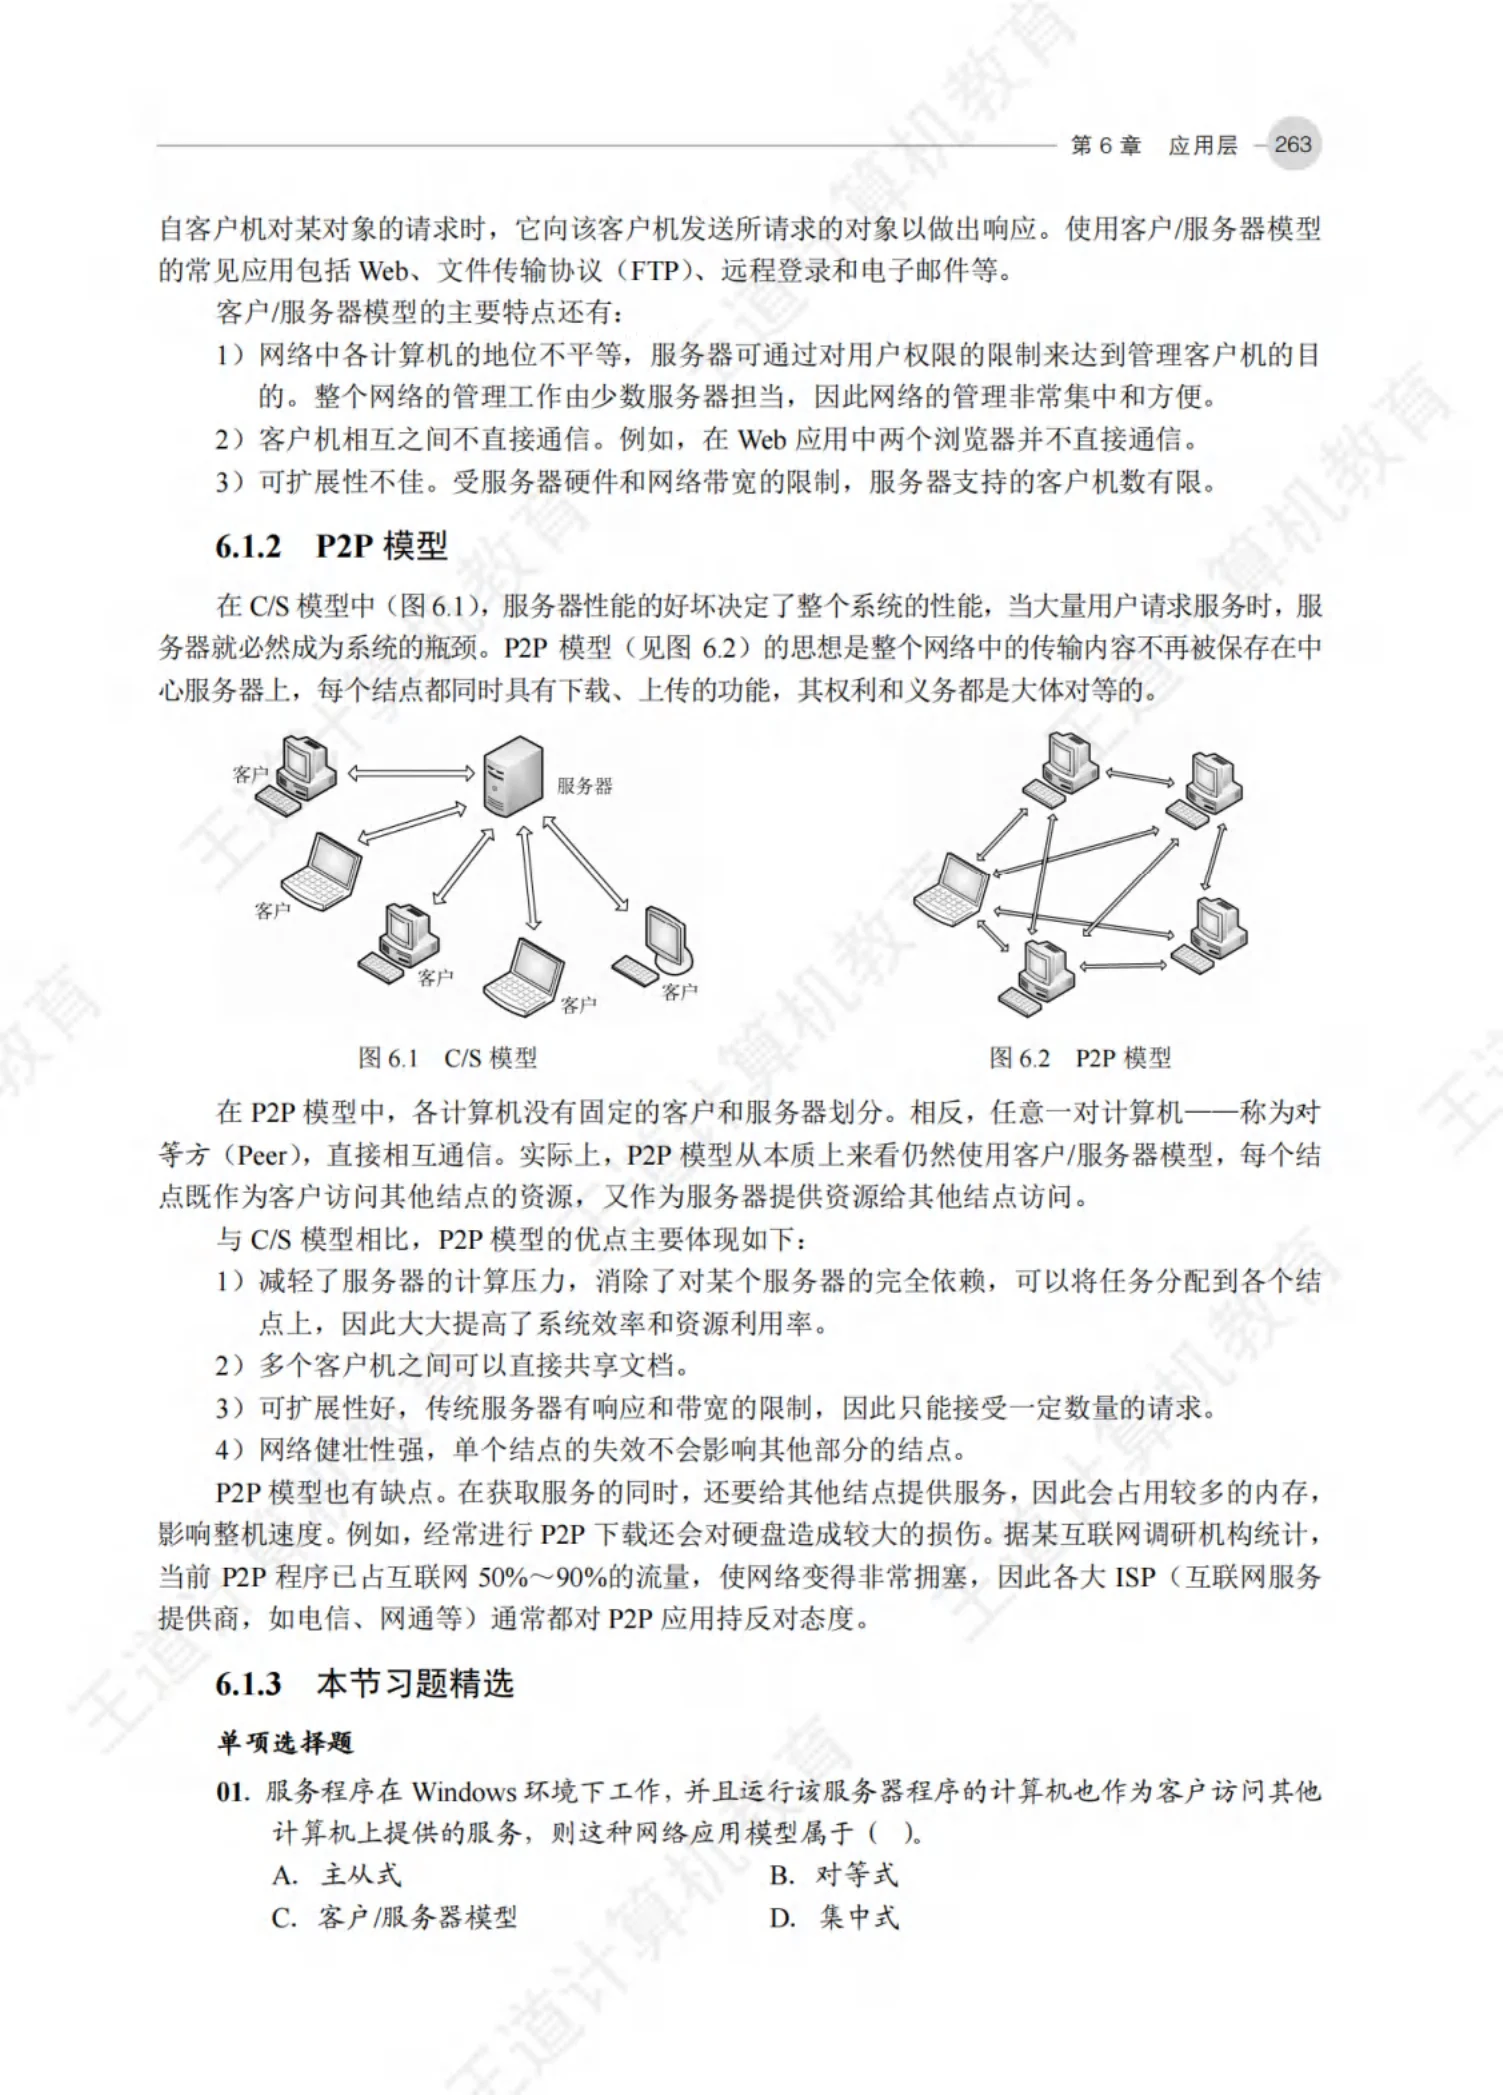 第 6 章 应用层 263
自客户机对某对象的请求时，它向该客户机发送所请求的对象以做出响应。使用客户/服务器模型
的常见应用包括 Web、文件传输协议（FTP）、远程登录和电子邮件等。
客户/服务器模型的主要特点还有：
1）网络中各计算机的地位不平等，服务器可通过对用户权限的限制来达到管理客户机的目
的。整个网络的管理工作由少数服务器担当，因此网络的管理非常集中和方便。
2）客户机相互之间不直接通信。例如，在 Web 应用中两个浏览器并不直接通信。
3）可扩展性不佳。受服务器硬件和网络带宽的限制，服务器支持的客户机数有限。
6.1.2 P2P 模型
在 C/S 模型中（图 6.1），服务器性能的好坏决定了整个系统的性能，当大量用户请求服务时，服
务器就必然成为系统的瓶颈。P2P 模型（见图 6.2）的思想是整个网络中的传输内容不再被保存在中
心服务器上，每个结点都同时具有下载、上传的功能，其权利和义务都是大体对等的。
客户
服务器
客户
客户
客户
客户
图 6.1 C/S 模型
图 6.2 P2P 模型
在 P2P 模型中，各计算机没有固定的客户和服务器划分。相反，任意一对计算机——称为对
等方（Peer），直接相互通信。实际上，P2P 模型从本质上来看仍然使用客户/服务器模型，每个结
点既作为客户访问其他结点的资源，又作为服务器提供资源给其他结点访问。
与 C/S 模型相比，P2P 模型的优点主要体现如下：
1）减轻了服务器的计算压力，消除了对某个服务器的完全依赖，可以将任务分配到各个结
点上，因此大大提高了系统效率和资源利用率。
2）多个客户机之间可以直接共享文档。
3）可扩展性好，传统服务器有响应和带宽的限制，因此只能接受一定数量的请求。
4）网络健壮性强，单个结点的失效不会影响其他部分的结点。
P2P 模型也有缺点。在获取服务的同时，还要给其他结点提供服务，因此会占用较多的内存，
影响整机速度。例如，经常进行 P2P 下载还会对硬盘造成较大的损伤。据某互联网调研机构统计，
当前 P2P 程序已占互联网 50%～90%的流量，使网络变得非常拥塞，因此各大 ISP（互联网服务
提供商，如电信、网通等）通常都对 P2P 应用持反对态度。
6.1.3 本节习题精选
单项选择题
01. 服务程序在 Windows 环境下工作，并且运行该服务器程序的计算机也作为客户访问其他
计算机上提供的服务，则这种网络应用模型属于（ ）。
A. 主从式 B. 对等式
C. 客户/服务器模型 D. 集中式
王道计算机教育